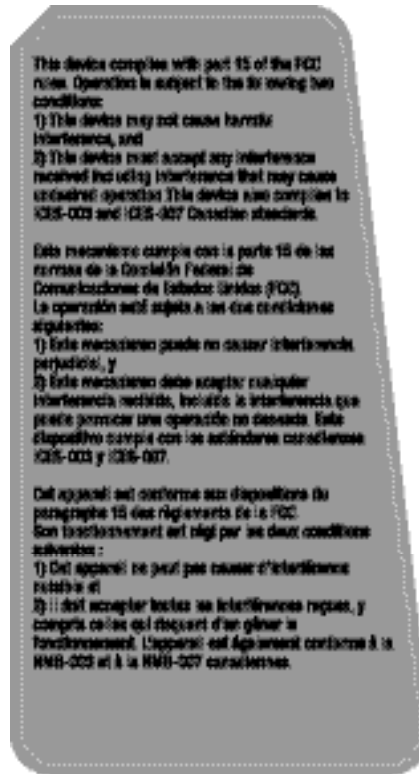 This device complies with part 15 of the FCC
rules. Operation is subject to the following two
conditions:
1) This device may not cause harmful
interference, and
2) This device must accept any interference
received including interference that may cause
undesired operation This device also complies to
ICES-003 and ICES-007 Canadian standards.
Este mecanismo cumple con la parte 15 de las
normas de la Comisión Federal de
Comunicaciones de Estados Unidos (FCC).
La operación está sujeta a las dos condiciones
siguientes:
1) Este mecanismo puede no causar interferencia
perjudicial, y
2) Este mecanismo debe aceptar cualquier
interferencia recibida, incluida la interferencia que
puede provocar una operación no deseada. Este
dispositivo cumple con los estándares canadienses
ICES-003 y ICES-007.
Cet appareil est conforme aux dispositions du
paragraphe 15 des règlements de la FCC.
Son fonctionnement est régi par les deux conditions
suivantes :
1) Cet appareil ne peut pas causer d'interférence
nuisible et
2) il doit accepter toutes les interférences reçues, y
compris celles qui risquent d'en gêner le
fonctionnement. L'appareil est également conforme à la
NMB-003 et à la NMB-007 canadiennes.